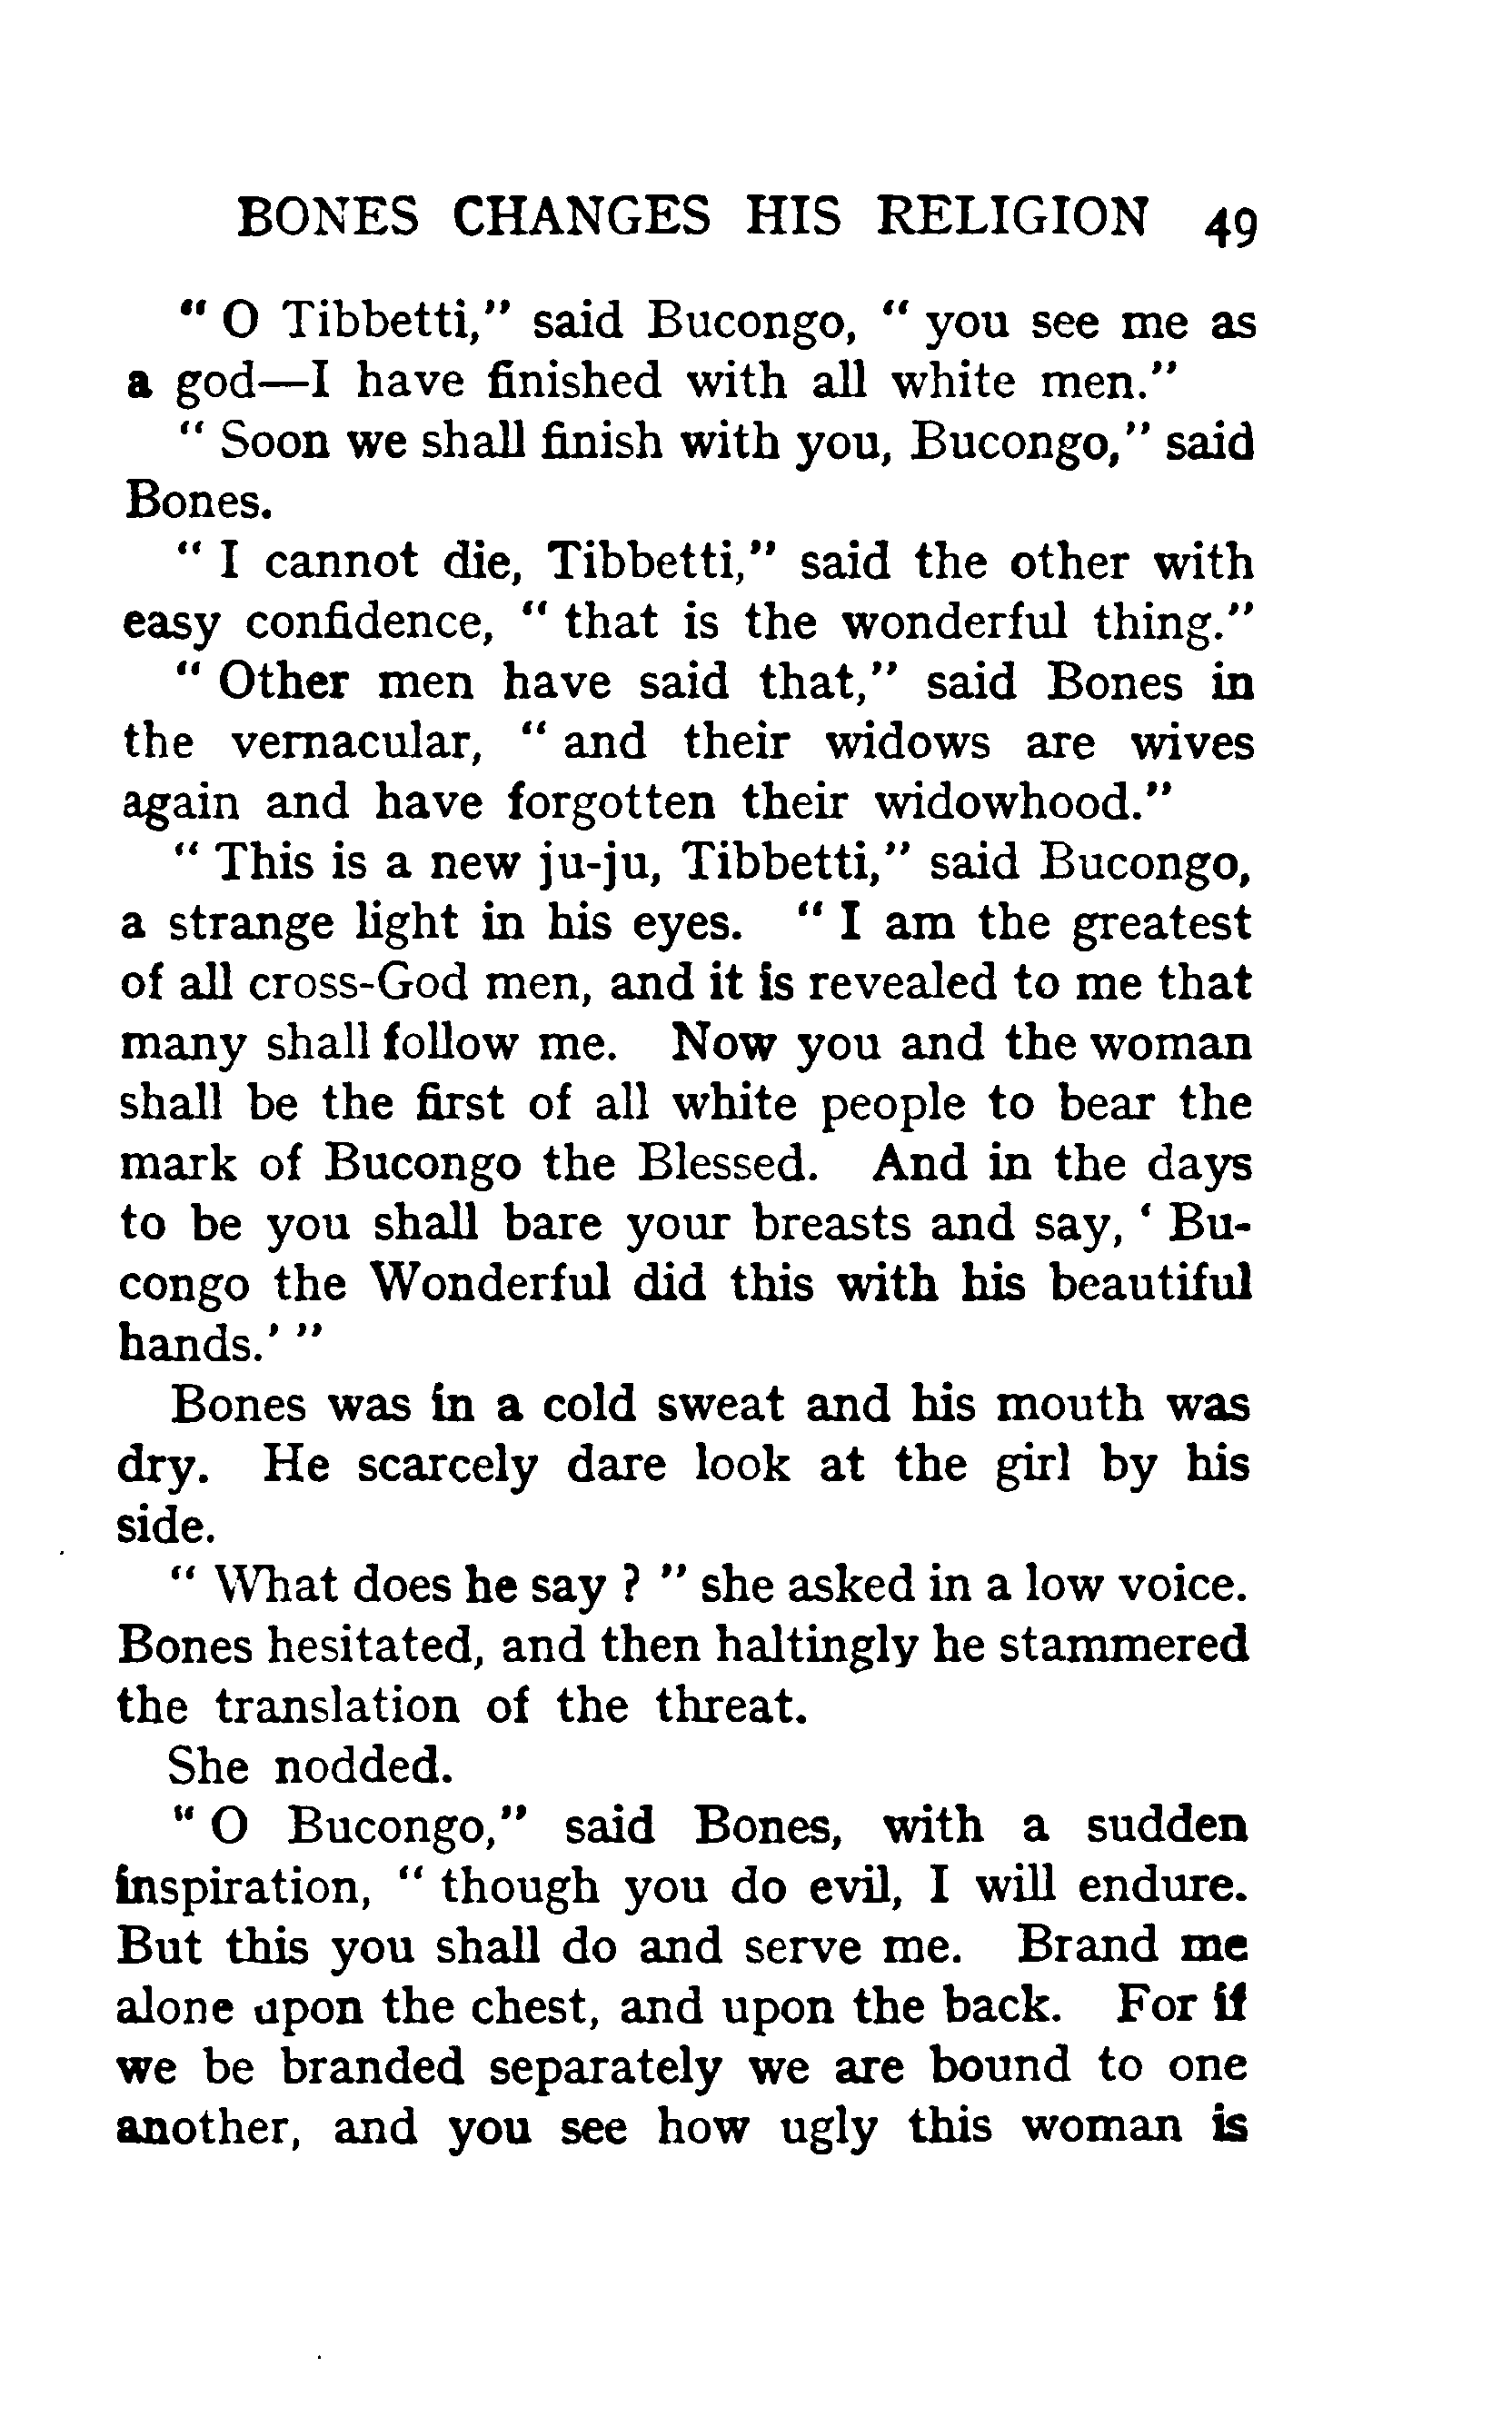 BONES CHANGES HIS RELIGION 49
" O Tibbetti," said Bucongo, " you see me as
a god—I have finished with all white men."
" Soon we shall finish with you, Bucongo," said
Bones.
" I cannot die, Tibbetti," said the other with
easy confidence, " that is the wonderful thing."
" Other men have said that," said Bones in
the vernacular, " and their widows are wives
again and have forgotten their widowhood."
" This is a new ju-ju, Tibbetti," said Bucongo,
a strange light in his eyes. " I am the greatest
of all cross-God men, and it is revealed to me that
many shall follow me. Now you and the woman
shall be the first of all white people to bear the
mark of Bucongo the Blessed. And in the days
to be you shall bare your breasts and say, ' Bu-
congo the Wonderful did this with his beautiful
hands.' "
Bones was in a cold sweat and his mouth was
dry. He scarcely dare look at the girl by his
side.
" What does he say ? " she asked in a low voice.
Bones hesitated, and then haltingly he stammered
the translation of the threat.
She nodded.
" O Bucongo," said Bones, with a sudden
inspiration, " though you do evil, I will endure.
But this you shall do and serve me. Brand me
alone upon the chest, and upon the back. For if
we be branded separately we are bound to one
another, and you see how ugly this woman is